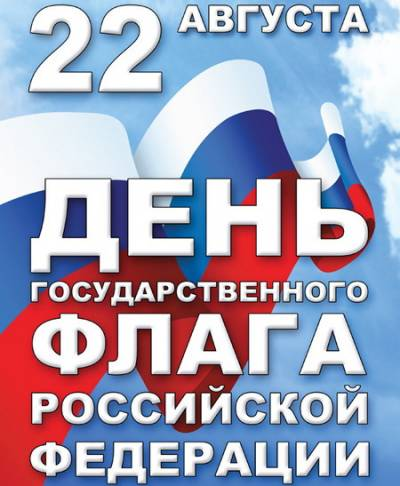 22 АВГУСТА
ДЕНЬ
ГОСУДАРСТВЕННОГО
ФЛАГА
РОССИЙСКОЙ
ФЕДЕРАЦИИ